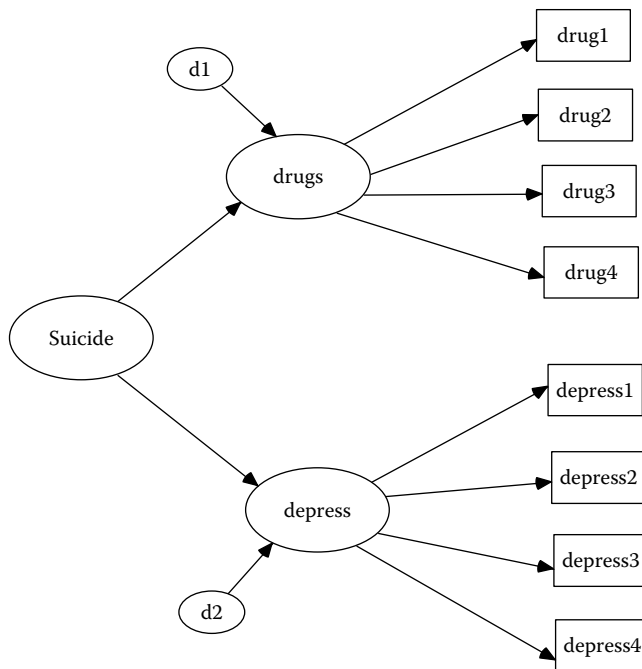 drug1
d1
drug2
drugs
drug3
drug4
Suicide
depress1
depress2
depress
depress3
d2
depress4